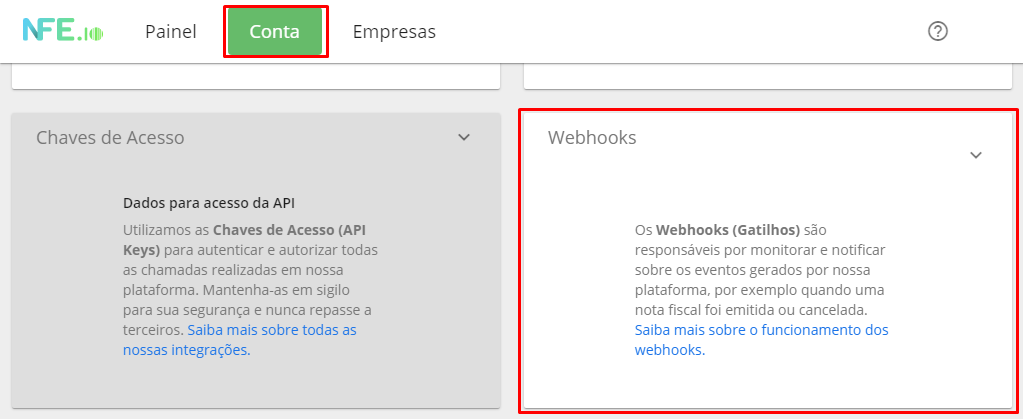 NFE.io
Painel
Conta
Empresas
Chaves de Acesso
Dados para acesso da API
Utilizamos as Chaves de Acesso (API
Keys) para autenticar e autorizar todas
as chamadas realizadas em nossa
plataforma. Mantenha-as em sigilo
para sua segurança e nunca repasse a
terceiros. Saiba mais sobre todas as
nossas integrações.
Webhooks
Os Webhooks (Gatilhos) são
responsáveis por monitorar e notificar
sobre os eventos gerados por nossa
plataforma, por exemplo quando uma
nota fiscal foi emitida ou cancelada.
Saiba mais sobre o funcionamento dos
webhooks.